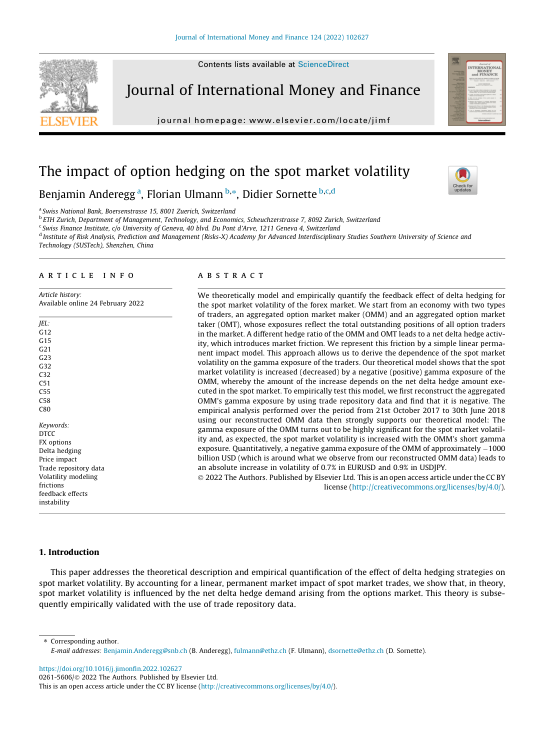 Journal of International Money and Finance 124 (2022) 102627
Contents lists available at ScienceDirect
Journal of International Money and Finance
journal homepage: www.elsevier.com/locate/jimf
ELSEVIER
The impact of option hedging on the spot market volatility
Check for
updates
Benjamin Anderegg a, Florian Ulmann b,*, Didier Sornette b,c,d
a Swiss National Bank, Boersenstrasse 15, 8001 Zuerich, Switzerland
b ETH Zurich, Department of Management, Technology, and Economics, Scheuchzerstrasse 7, 8092 Zurich, Switzerland
c Swiss Finance Institute, c/o University of Geneva, 40 blvd. Du Pont d'Arve, 1211 Geneva 4, Switzerland
d Institute of Risk Analysis, Prediction and Management (Risks-X) Academy for Advanced Interdisciplinary Studies Southern University of Science and
Technology (SUSTech), Shenzhen, China
ARTICLE INFO
Article history:
Available online 24 February 2022
JEL:
G12
G15
G21
G23
G32
C32
C51
C55
C58
C80
Keywords:
DTCC
FX options
Delta hedging
Price impact
Trade repository data
Volatility modeling
frictions
feedback effects
instability
ABSTRACT
We theoretically model and empirically quantify the feedback effect of delta hedging for
the spot market volatility of the forex market. We start from an economy with two types
of traders, an aggregated option market maker (OMM) and an aggregated option market
taker (OMT), whose exposures reflect the total outstanding positions of all option traders
in the market. A different hedge ratio of the OMM and OMT leads to a net delta hedge activ-
ity, which introduces market friction. We represent this friction by a simple linear perma-
nent impact model. This approach allows us to derive the dependence of the spot market
volatility on the gamma exposure of the traders. Our theoretical model shows that the spot
market volatility is increased (decreased) by a negative (positive) gamma exposure of the
OMM, whereby the amount of the increase depends on the net delta hedge amount exe-
cuted in the spot market. To empirically test this model, we first reconstruct the aggregated
OMM's gamma exposure by using trade repository data and find that it is negative. The
empirical analysis performed over the period from 21st October 2017 to 30th June 2018
using our reconstructed OMM data then strongly supports our theoretical model: The
gamma exposure of the OMM turns out to be highly significant for the spot market volatil-
ity and, as expected, the spot market volatility is increased with the OMM's short gamma
exposure. Quantitatively, a negative gamma exposure of the OMM of approximately −1000
billion USD (which is around what we observe from our reconstructed OMM data) leads to
an absolute increase in volatility of 0.7% in EURUSD and 0.9% in USDJPY.
© 2022 The Authors. Published by Elsevier Ltd. This is an open access article under the CC BY
license (http://creativecommons.org/licenses/by/4.0/).
1. Introduction
This paper addresses the theoretical description and empirical quantification of the effect of delta hedging strategies on
spot market volatility. By accounting for a linear, permanent market impact of spot market trades, we show that, in theory,
spot market volatility is influenced by the net delta hedge demand arising from the options market. This theory is subse-
quently empirically validated with the use of trade repository data.
* Corresponding author.
E-mail addresses: Benjamin.Anderegg@snb.ch (B. Anderegg), fulmann@ethz.ch (F. Ulmann), dsornette@ethz.ch (D. Sornette).
https://doi.org/10.1016/j.jimonfin.2022.102627
0261-5606/© 2022 The Authors. Published by Elsevier Ltd.
This is an open access article under the CC BY license (http://creativecommons.org/licenses/by/4.0/).